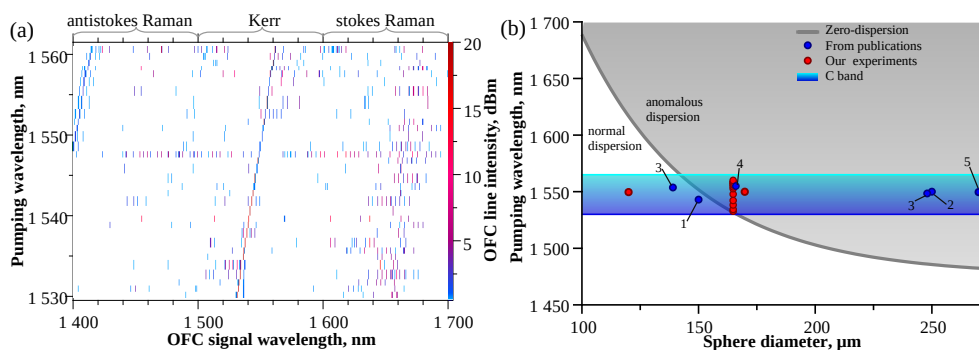 (a)
antistokes Raman
Kerr
stokes Raman
Pumping wavelength, nm
1 560
1 550
1 540
1 530
1 400
1 500
1 600
1 700
OFC signal wavelength, nm
20
15
10
5
OFC line intensity, dBm
(b)
Pumping wavelength, nm
1 700
1 650
1 600
1 550
1 500
1 450
100
150
200
250
Sphere diameter, μm
Zero-dispersion
From publications
Our experiments
C band
anomalous
dispersion
normal
dispersion
3
4
5
1
3
2